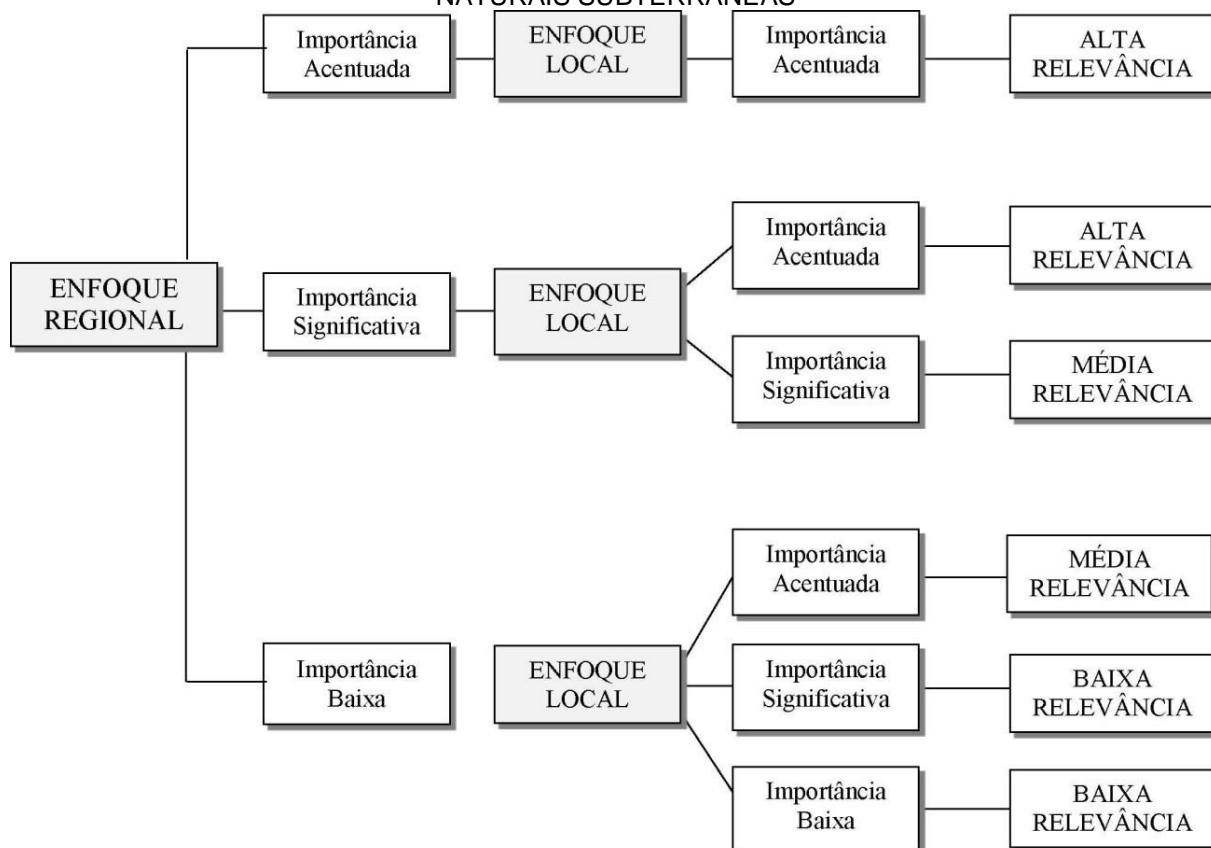 NATURAIS SUBTERRÂNEAS
Importância
Acentuada
ENFOQUE
LOCAL
Importância
Acentuada
ALTA
RELEVÂNCIA
Importância
Acentuada
ALTA
RELEVÂNCIA
ENFOQUE
REGIONAL
Importância
Significativa
ENFOQUE
LOCAL
Importância
Significativa
MÉDIA
RELEVÂNCIA
Importância
Acentuada
MÉDIA
RELEVÂNCIA
Importância
Baixa
ENFOQUE
LOCAL
Importância
Significativa
BAIXA
RELEVÂNCIA
Importância
Baixa
BAIXA
RELEVÂNCIA